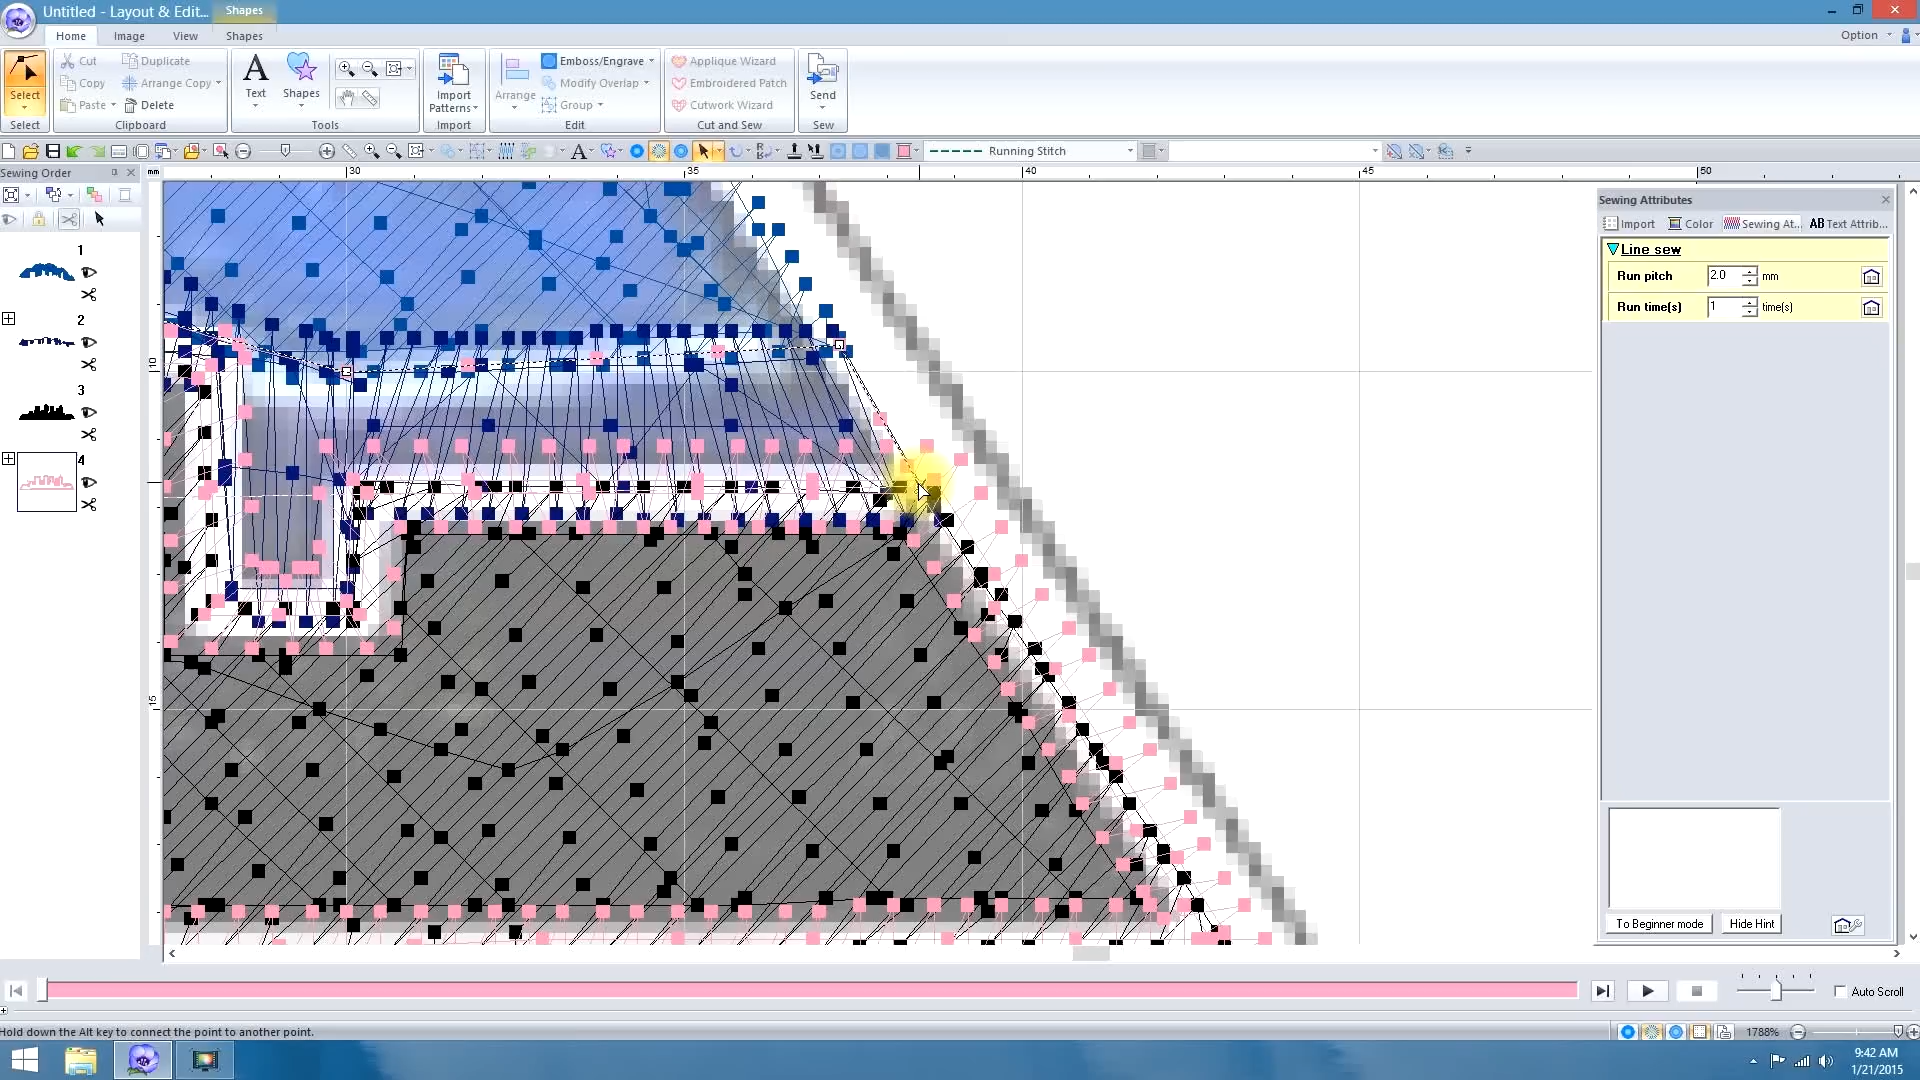 Untitled - Layout & Edit...
Shapes
Home
Image
View
Shapes
Option
Select
Select
Cut
Copy
Paste
Duplicate
Arrange Copy
Delete
Clipboard
Text
Shapes
Tools
Import
Patterns
Import
Arrange
Emboss/Engrave
Modify Overlap
Group
Edit
Applique Wizard
Embroidered Patch
Cutwork Wizard
Cut and Sew
Send
Sew
Running Stitch
Sewing Order
mm
30
35
40
45
50
10
15
1
2
3
4
Sewing Attributes
Import
Color
Sewing At...
AB Text Attrib...
Line sew
Run pitch
2.0
mm
Run time(s)
1
time(s)
To Beginner mode
Hide Hint
Auto Scroll
Hold down the Alt key to connect the point to another point.
1788%
9:42 AM
1/21/2015